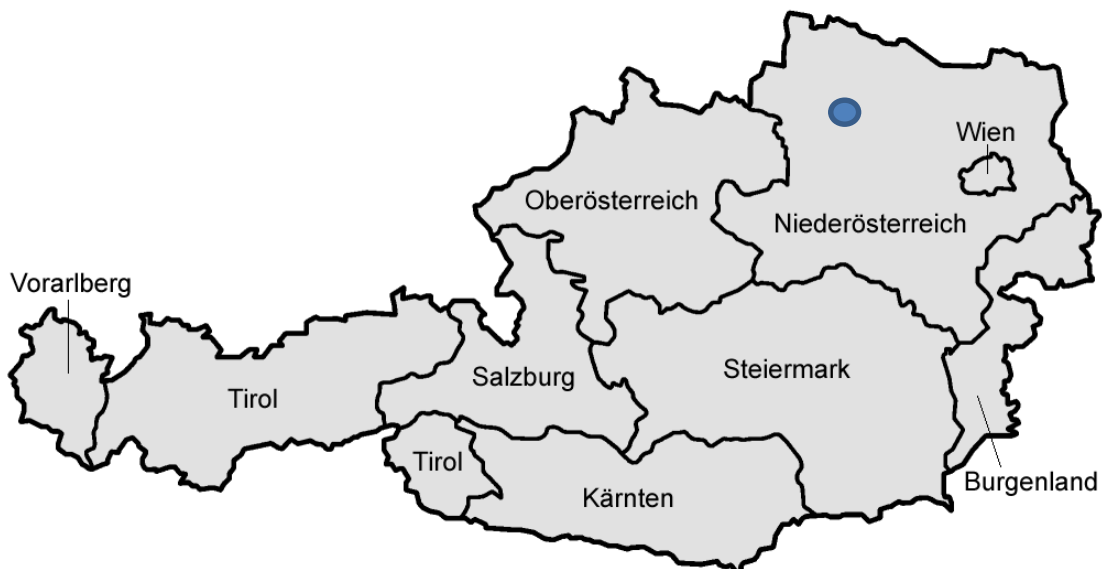 Wien
Oberösterreich
Niederösterreich
Vorarlberg
Steiermark
Salzburg
Tirol
Tirol
Burgenland
Kärnten